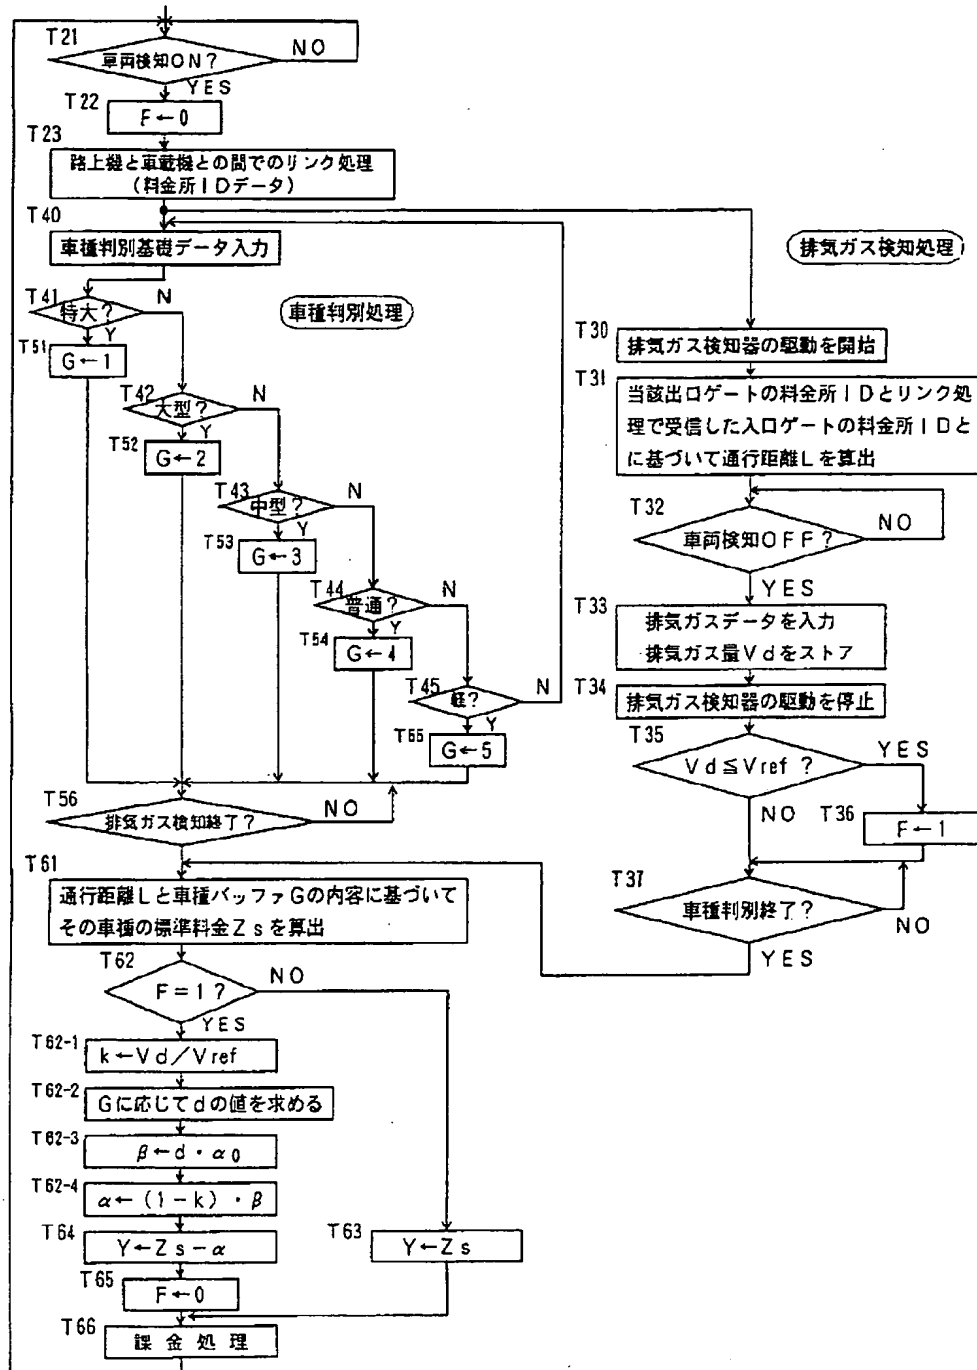 T21
車両検知ON?
NO
YES
T22
F←0
T23
路上機と車載機との間でのリンク処理
(料金所IDデータ)
T40
車種判別基礎データ入力
車種判別処理
T41
特大?
N
Y
T51
G←1
T42
大型?
N
Y
T52
G←2
T43
中型?
N
Y
T53
G←3
T44
普通?
N
Y
T54
G←4
T45
軽?
N
Y
T55
G←5
T56
排気ガス検知終了?
NO
排気ガス検知処理
T30
排気ガス検知器の駆動を開始
T31
当該出口ゲートの料金所IDとリンク処
理で受信した入口ゲートの料金所IDと
に基づいて通行距離Lを算出
T32
車両検知OFF?
NO
YES
T33
排気ガスデータを入力
排気ガス量Vdをストア
T34
排気ガス検知器の駆動を停止
T35
Vd≦Vref?
YES
NO
T36
F←1
T37
車種判別終了?
NO
YES
T61
通行距離Lと車種バッファGの内容に基づいて
その車種の標準料金Zsを算出
T62
F=1?
NO
YES
T62-1
k←Vd/Vref
T62-2
Gに応じてdの値を求める
T62-3
β←d・α0
T62-4
α←(1-k)・β
T64
Y←Zs-α
T63
Y←Zs
T65
F←0
T66
課金処理